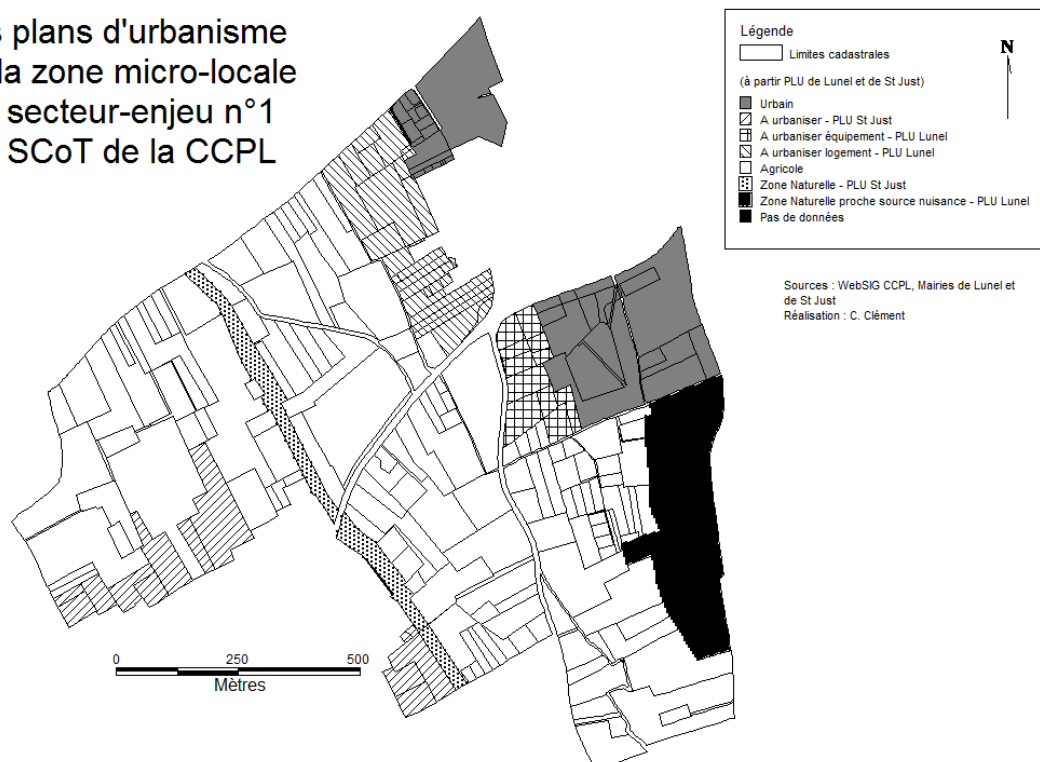 s plans d'urbanisme
la zone micro-locale
secteur-enjeu n°1
SCoT de la CCPL
Légende
Limites cadastrales
(à partir PLU de Lunel et de St Just)
Urbain
A urbaniser - PLU St Just
A urbaniser équipement - PLU Lunel
A urbaniser logement - PLU Lunel
Agricole
Zone Naturelle - PLU St Just
Zone Naturelle proche source nuisance - PLU Lunel
Pas de données
N
Sources : WebSIG CCPL, Mairies de Lunel et
de St Just
Réalisation : C. Clément
0 250 500
Mètres